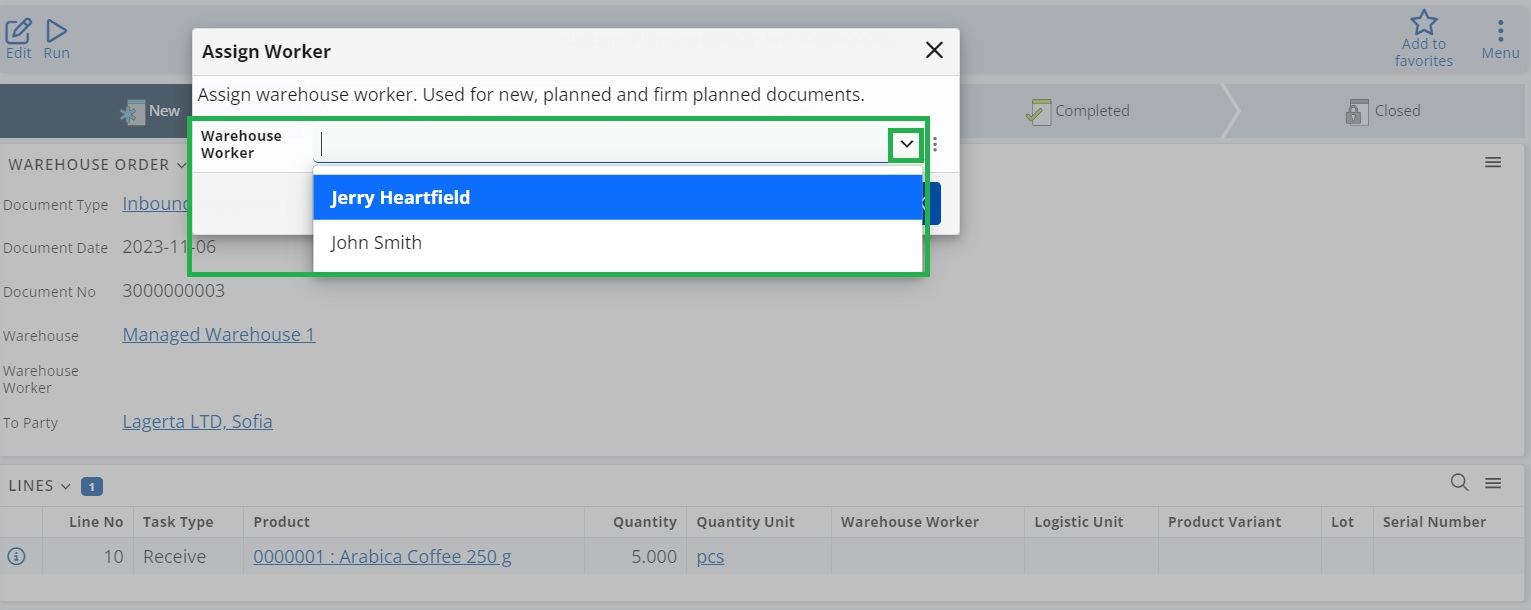 Edit
Run
Add to
favorites
Menu
Assign Worker
Assign warehouse worker. Used for new, planned and firm planned documents.
Warehouse
Worker
Jerry Heartfield
John Smith
New
Completed
Closed
WAREHOUSE ORDER
Document Type Inbound
Document Date 2023-11-06
Document No 3000000003
Warehouse Managed Warehouse 1
Warehouse
Worker
To Party Lagerta LTD, Sofia
LINES 1
Line No Task Type Product Quantity Quantity Unit Warehouse Worker Logistic Unit Product Variant Lot Serial Number
10 Receive 0000001 : Arabica Coffee 250 g 5.000 pcs